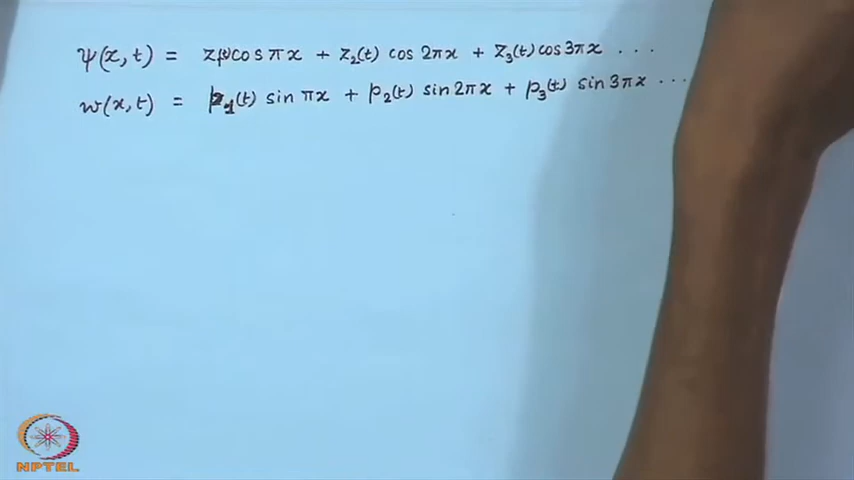 ψ(x,t) = z₁(t) cos πx + z₂(t) cos 2πx + z₃(t) cos 3πx ...
w(x,t) = p₁(t) sin πx + p₂(t) sin 2πx + p₃(t) sin 3πx ...
NPTEL